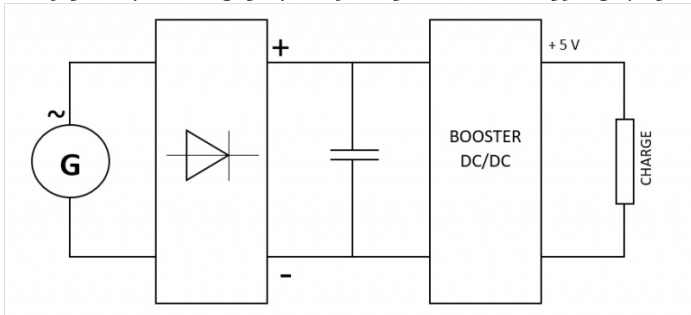 ~
G
+
-
BOOSTER
DC/DC
+ 5 V
CHARGE